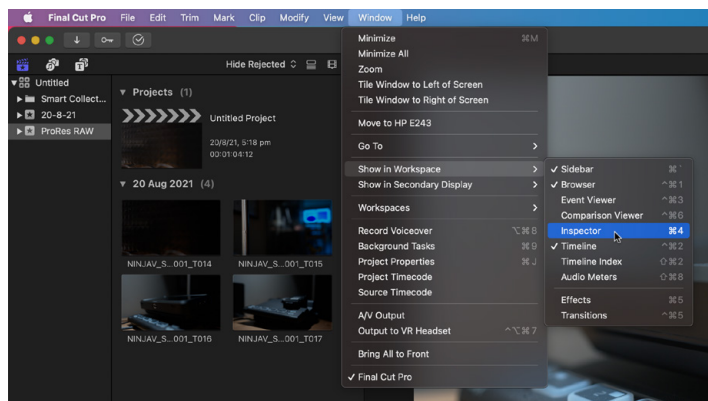 Final Cut Pro File Edit Trim Mark Clip Modify View Window Help
Hide Rejected
Untitled
Smart Collect...
20-8-21
ProRes RAW
Projects (1)
Untitled Project
20/8/21, 5:18 pm
00:01:04:12
20 Aug 2021 (4)
NINJAV_S...001_T014
NINJAV_S...001_T015
NINJAV_S...001_T016
NINJAV_S...001_T017
Minimize ⌘M
Minimize All
Zoom
Tile Window to Left of Screen
Tile Window to Right of Screen
Move to HP E243
Go To
Show in Workspace
Show in Secondary Display
Workspaces
Record Voiceover ⌥⌘8
Background Tasks ⌘9
Project Properties ⌘J
Project Timecode
Source Timecode
A/V Output
Output to VR Headset ^⌥⌘7
Bring All to Front
✓ Final Cut Pro
✓ Sidebar ⌘`
✓ Browser ^⌘1
Event Viewer ^⌘3
Comparison Viewer ^⌘6
Inspector ⌘4
✓ Timeline ^⌘2
Timeline Index ⇧⌘2
Audio Meters ⇧⌘8
Effects ⌘5
Transitions ^⌘5